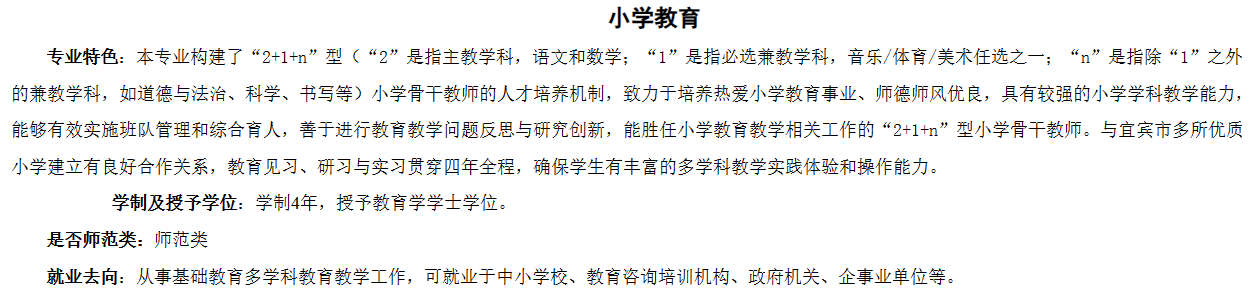 小学教育
专业特色：本专业构建了“2+1+n”型（“2”是指主教学科，语文和数学；“1”是指必选兼教学科，音乐/体育/美术任选之一；“n”是指除“1”之外
的兼教学科，如道德与法治、科学、书写等）小学骨干教师的人才培养机制，致力于培养热爱小学教育事业、师德师风优良，具有较强的小学学科教学能力，
能够有效实施班队管理和综合育人，善于进行教育教学问题反思与研究创新，能胜任小学教育教学相关工作的“2+1+n”型小学骨干教师。与宜宾市多所优质
小学建立有良好合作关系，教育见习、研习与实习贯穿四年全程，确保学生有丰富的多学科教学实践体验和操作能力。
学制及授予学位：学制4年，授予教育学学士学位。
是否师范类：师范类
就业去向：从事基础教育多学科教育教学工作，可就业于中小学校、教育咨询培训机构、政府机关、企事业单位等。